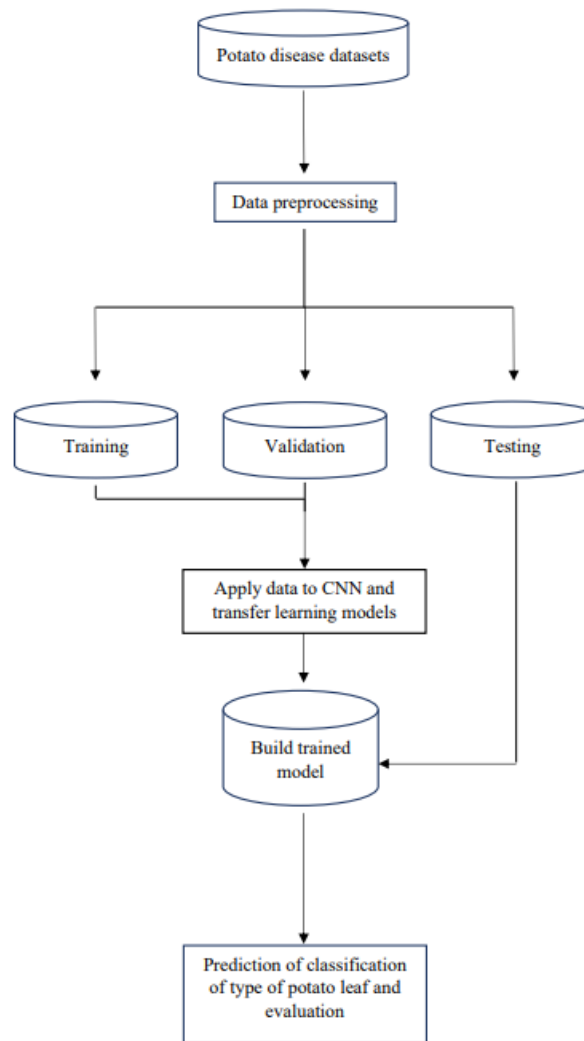 Potato disease datasets
Data preprocessing
Training
Validation
Testing
Apply data to CNN and
transfer learning models
Build trained
model
Prediction of classification
of type of potato leaf and
evaluation